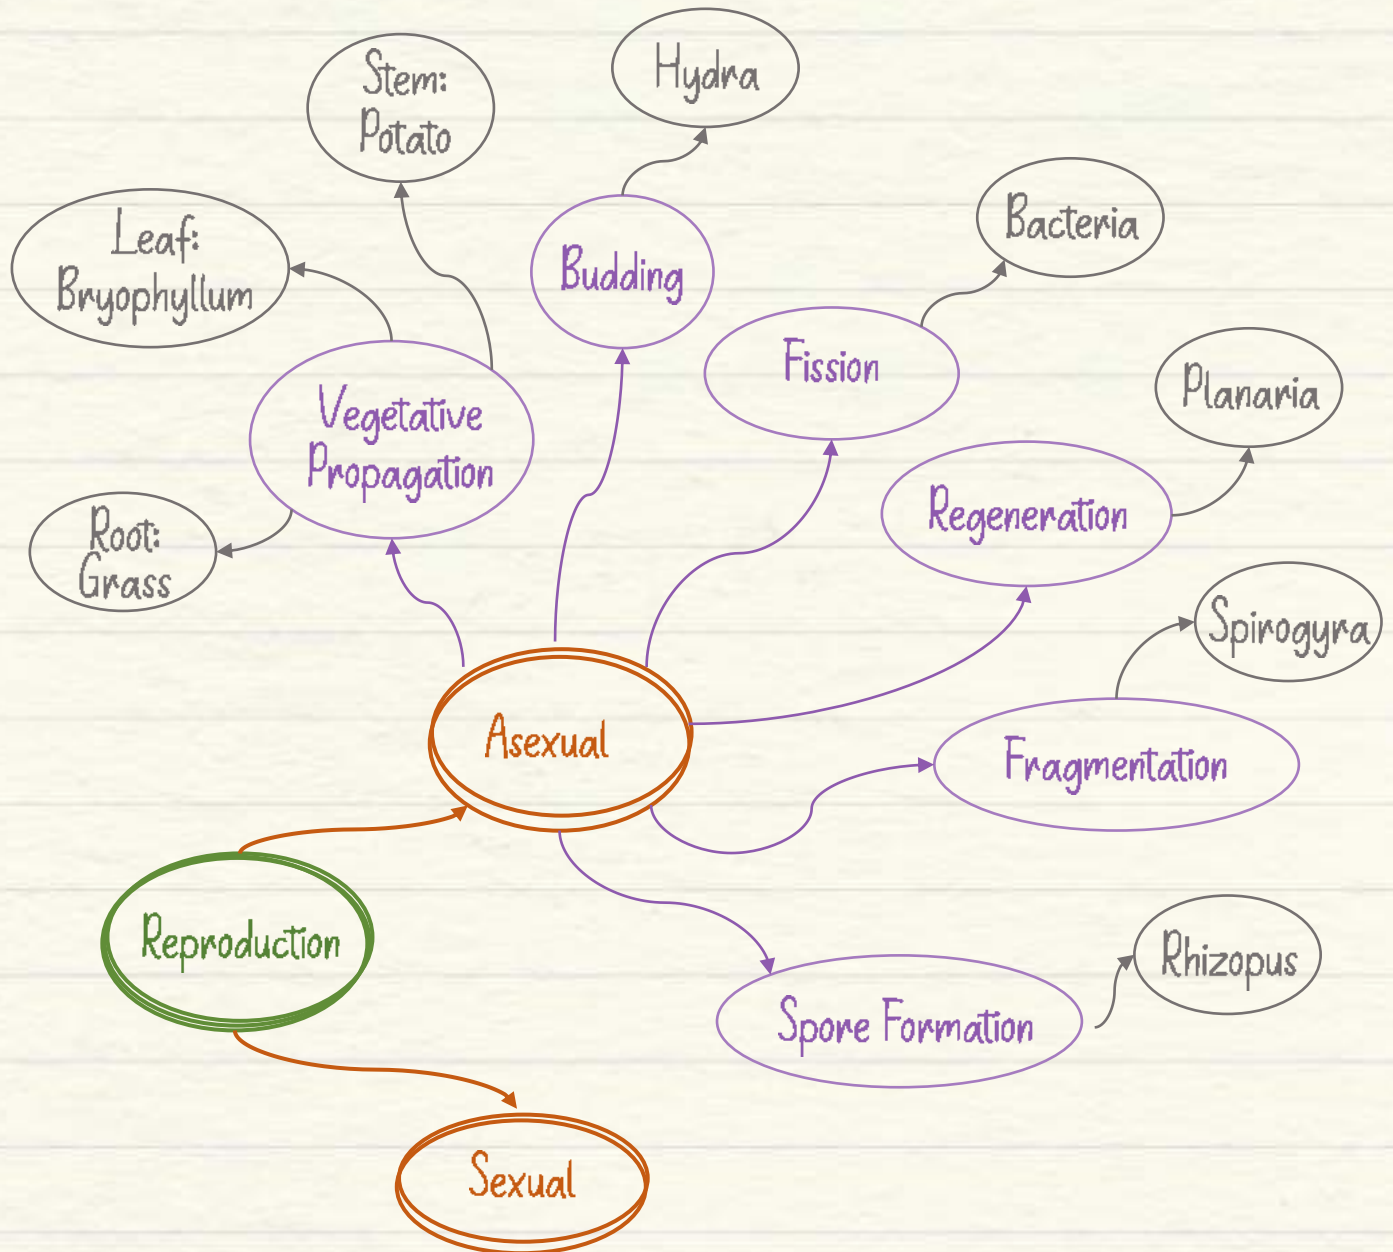 Hydra
Stem:
Potato
Bacteria
Leaf:
Bryophyllum
Budding
Fission
Planaria
Vegetative
Propagation
Regeneration
Root:
Grass
Spirogyra
Asexual
Fragmentation
Reproduction
Rhizopus
Spore Formation
Sexual